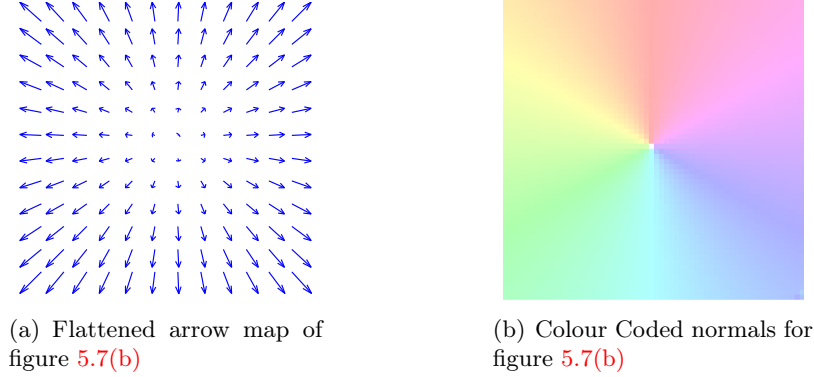 (a) Flattened arrow map of
figure 5.7(b)
(b) Colour Coded normals for
figure 5.7(b)